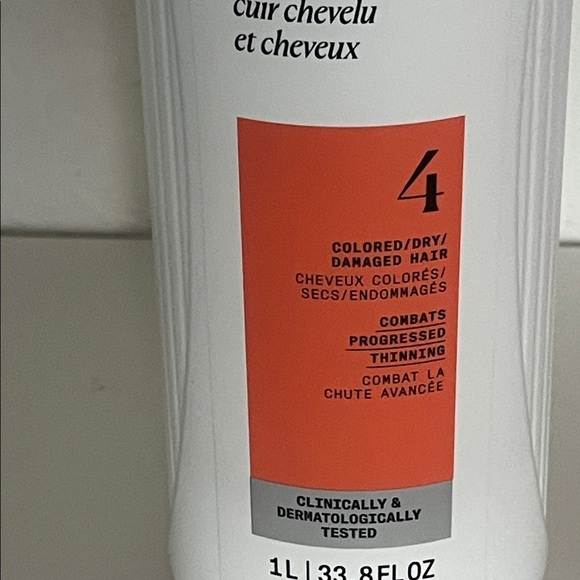 cuir chevelu
et cheveux
4
COLORED/DRY/
DAMAGED HAIR
CHEVEUX COLORÉS/
SECS/ENDOMMAGÉS
COMBATS
PROGRESSED
THINNING
COMBAT LA
CHUTE AVANCÉE
CLINICALLY &
DERMATOLOGICALLY
TESTED
1L | 33.8 FL OZ